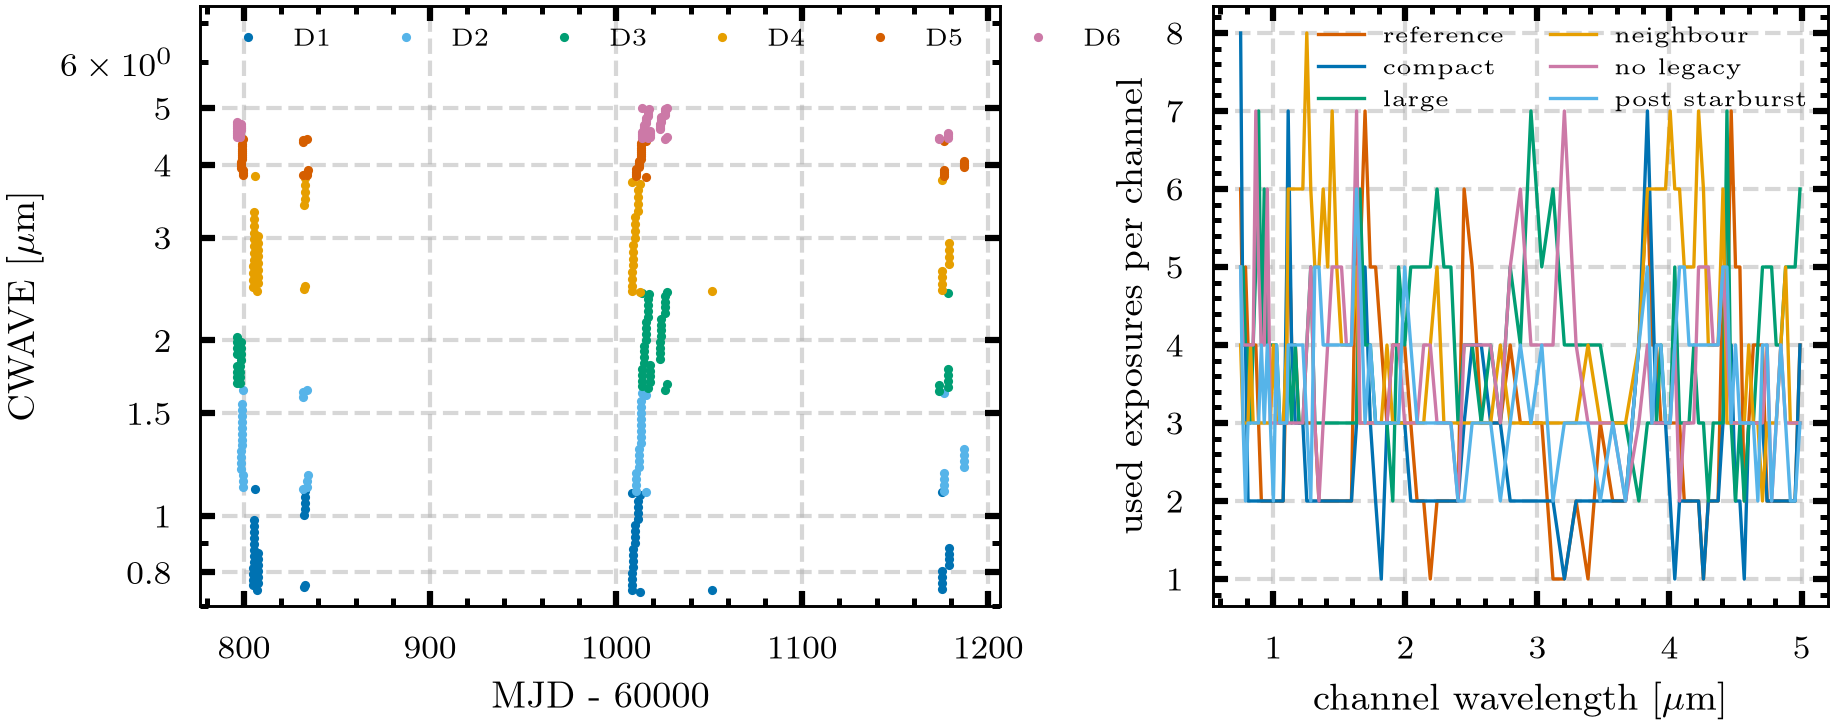 D1 D2 D3 D4 D5 D6
6 × 10⁰
5
4
3
2
1.5
1
0.8
CWAVE [μm]
800 900 1000 1100 1200
MJD - 60000
reference neighbour
compact no legacy
large post starburst
8
7
6
5
4
3
2
1
used exposures per channel
1 2 3 4 5
channel wavelength [μm]